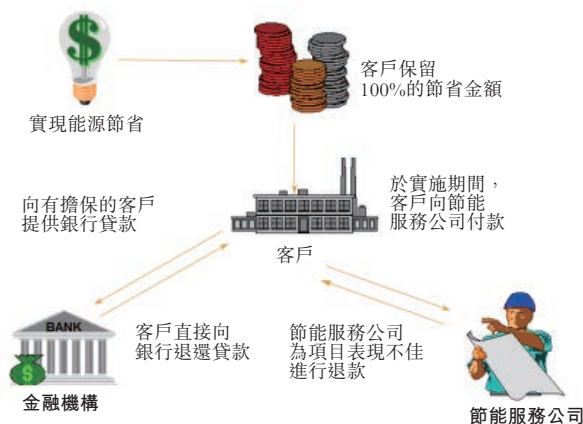 $
實現能源節省
客戶保留
100%的節省金額
向有擔保的客戶
提供銀行貸款
於實施期間，
客戶向節能
服務公司付款
客戶
BANK
$
金融機構
客戶直接向
銀行退還貸款
節能服務公司
為項目表現不佳
進行退款
節能服務公司